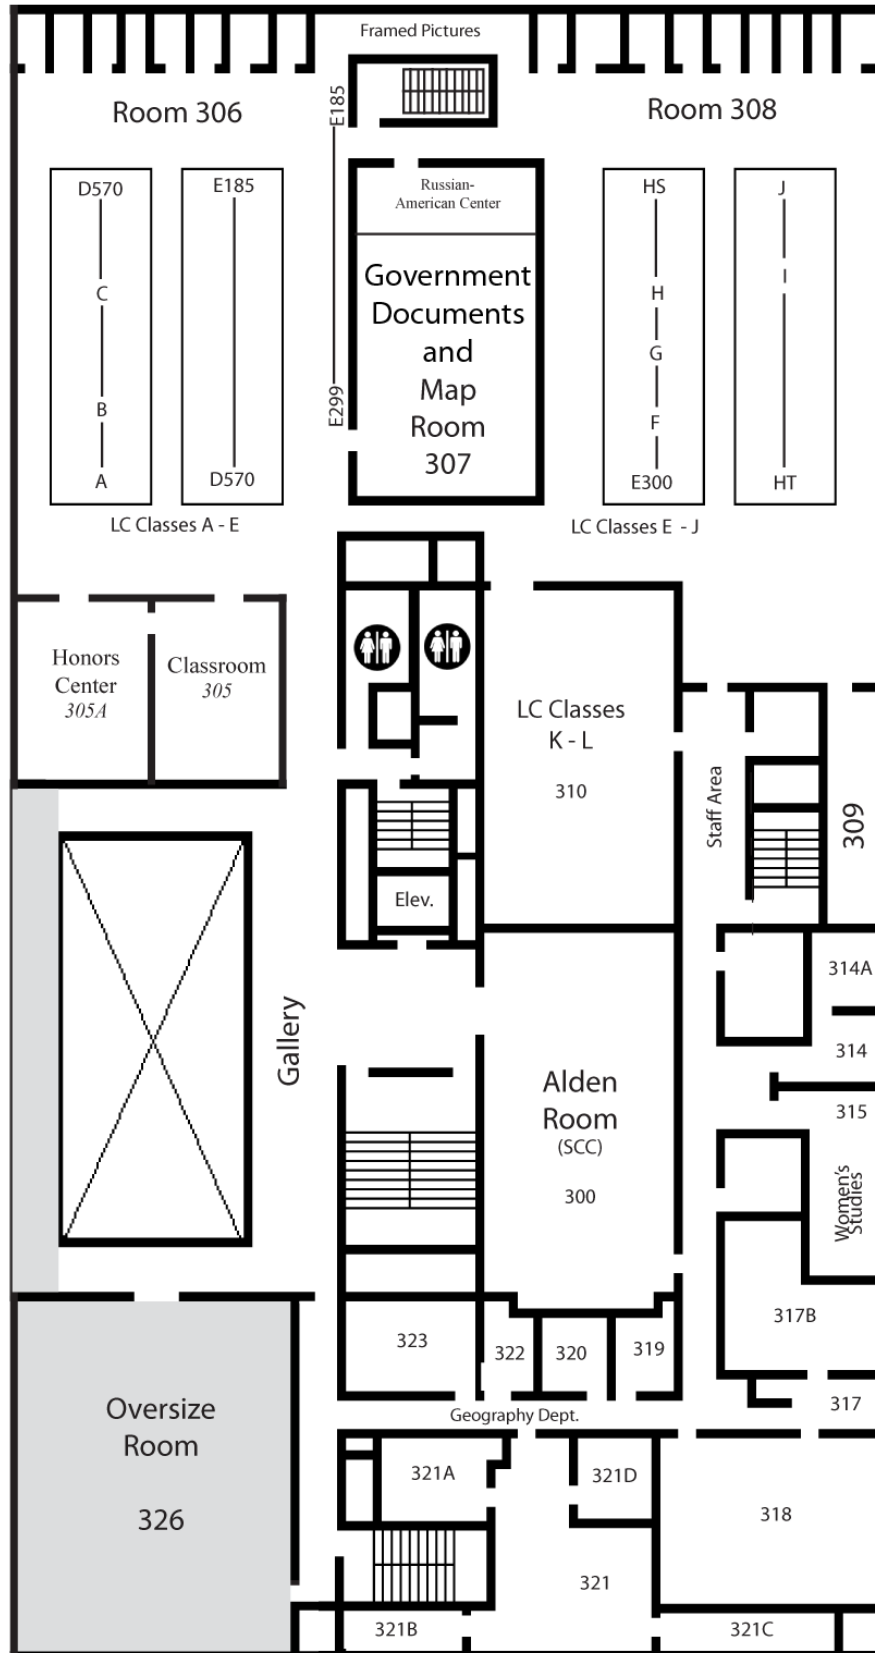 Framed Pictures
Room 306
E185
Room 308
D570
C
B
A
E185
D570
E299
Russian-
American Center
Government
Documents
and
Map
Room
307
HS
H
G
F
E300
J
I
HT
LC Classes A - E
LC Classes E - J
Honors
Center
305A
Classroom
305
LC Classes
K - L
310
Staff Area
309
Elev.
314A
314
315
Women's
Studies
Gallery
Alden
Room
(SCC)
300
317B
323
322
320
319
317
Geography Dept.
Oversize
Room
326
321A
321D
318
321
321B
321C